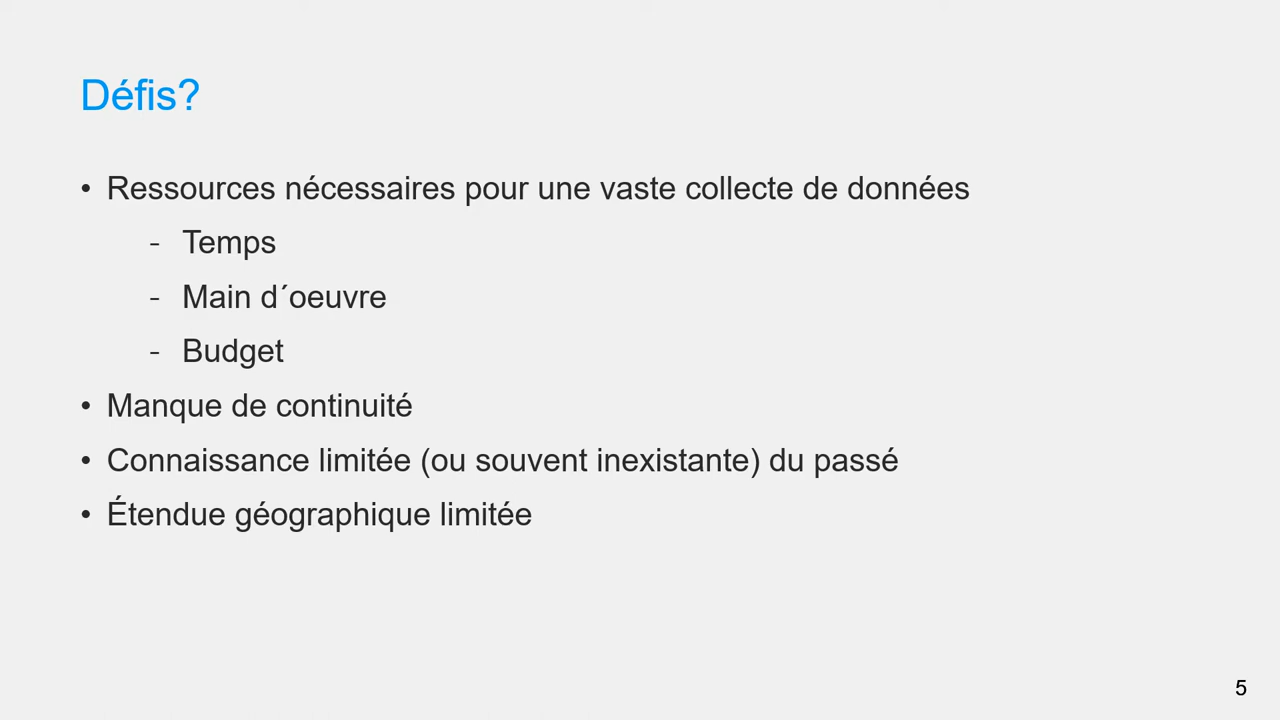 Défis?
• Ressources nécessaires pour une vaste collecte de données
- Temps
- Main d´oeuvre
- Budget
• Manque de continuité
• Connaissance limitée (ou souvent inexistante) du passé
• Étendue géographique limitée
5